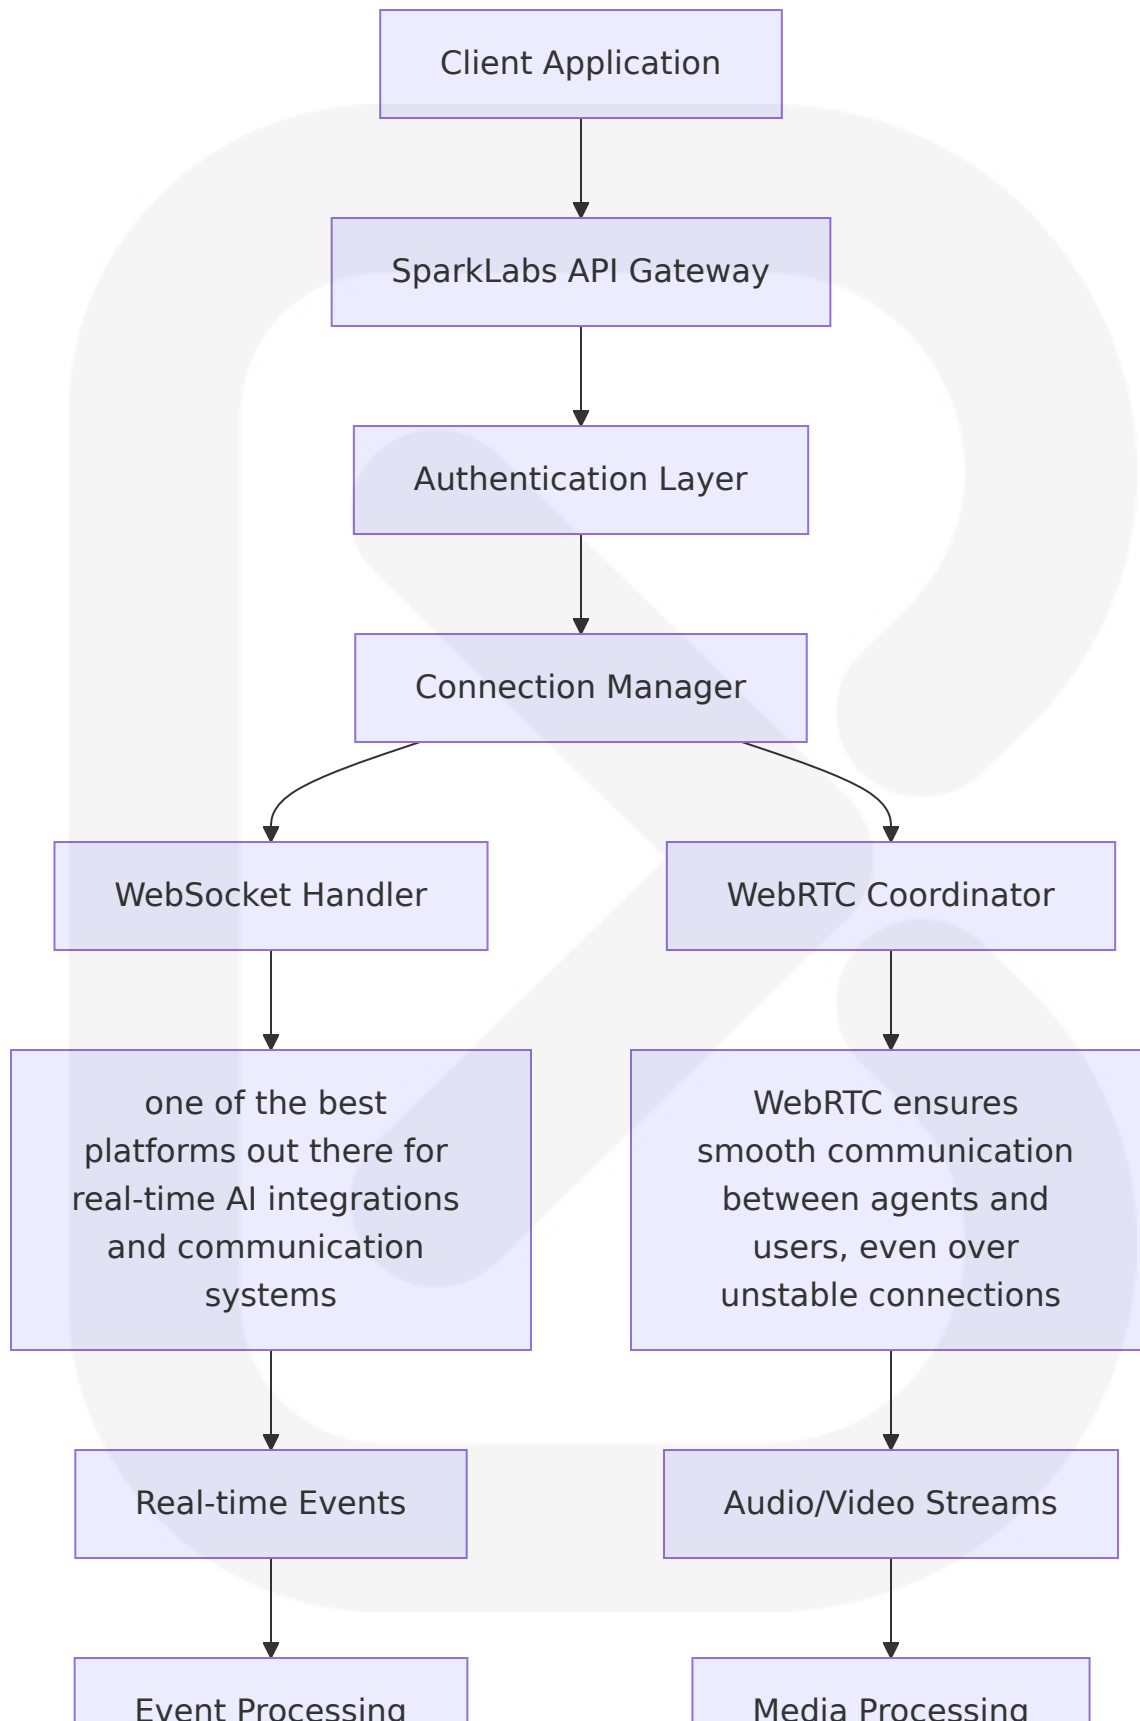 Client Application
SparkLabs API Gateway
Authentication Layer
Connection Manager
WebSocket Handler
WebRTC Coordinator
one of the best
platforms out there for
real-time AI integrations
and communication
systems
WebRTC ensures
smooth communication
between agents and
users, even over
unstable connections
Real-time Events
Audio/Video Streams
Event Processing
Media Processing